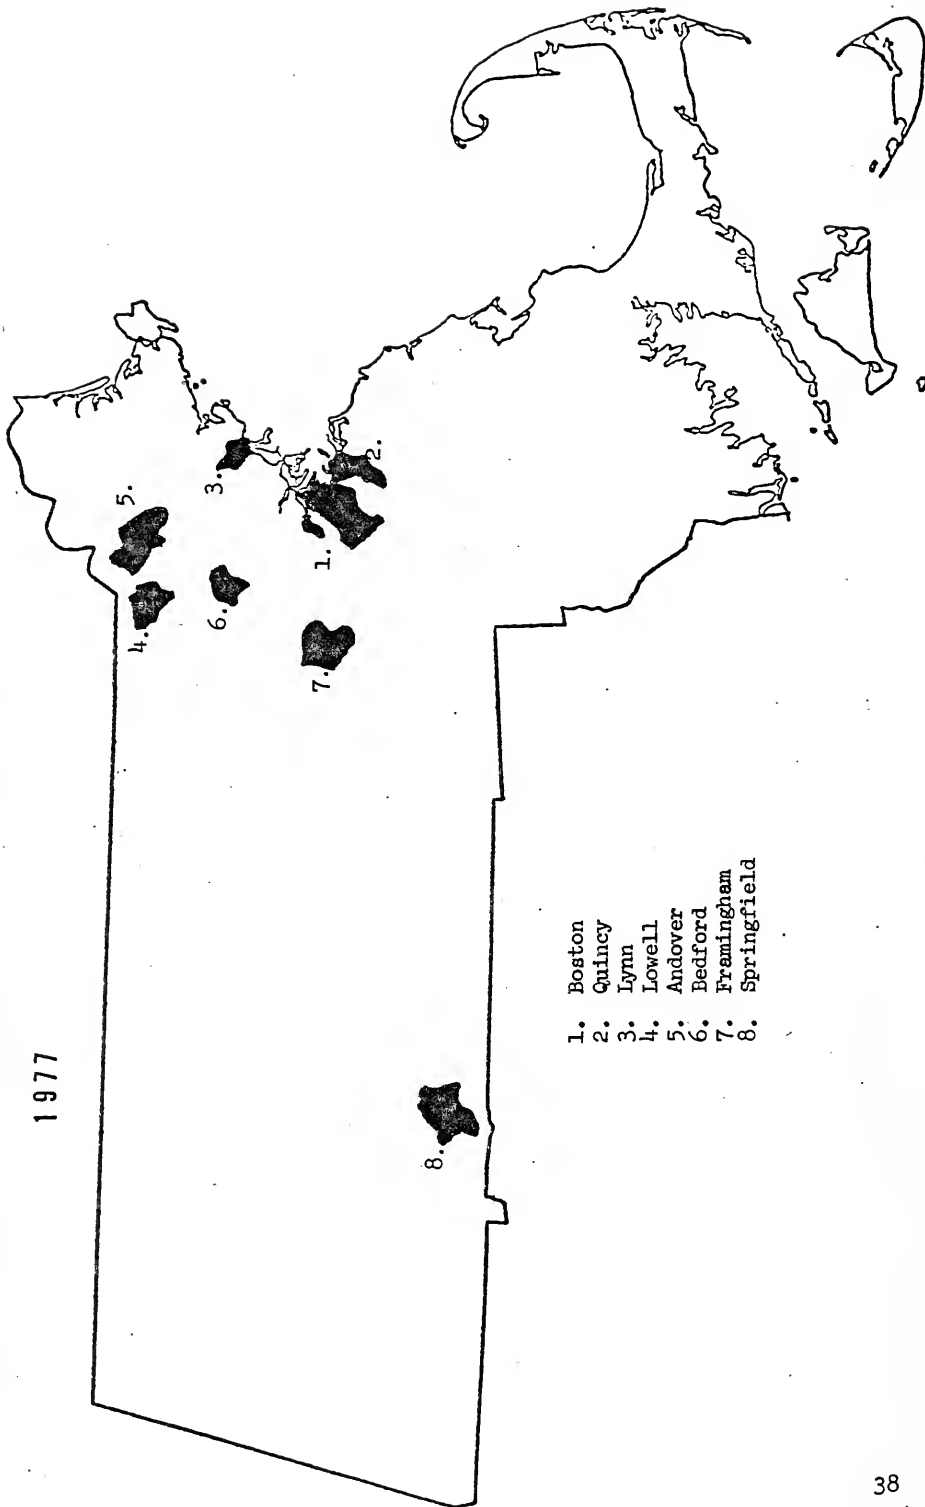 1977
5.
4.
3.
6.
2.
1.
7.
8.
1. Boston
2. Quincy
3. Lynn
4. Lowell
5. Andover
6. Bedford
7. Framingham
8. Springfield
38